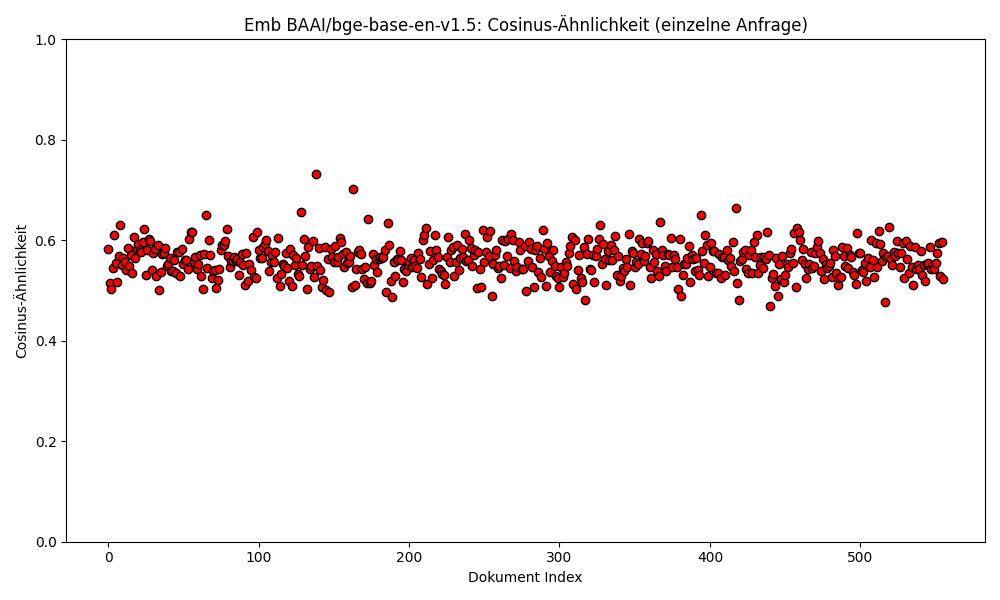 Emb BAAI/bge-base-en-v1.5: Cosinus-Ähnlichkeit (einzelne Anfrage)
1.0
0.8
0.6
0.4
0.2
0.0
Cosinus-Ähnlichkeit
0 100 200 300 400 500
Dokument Index